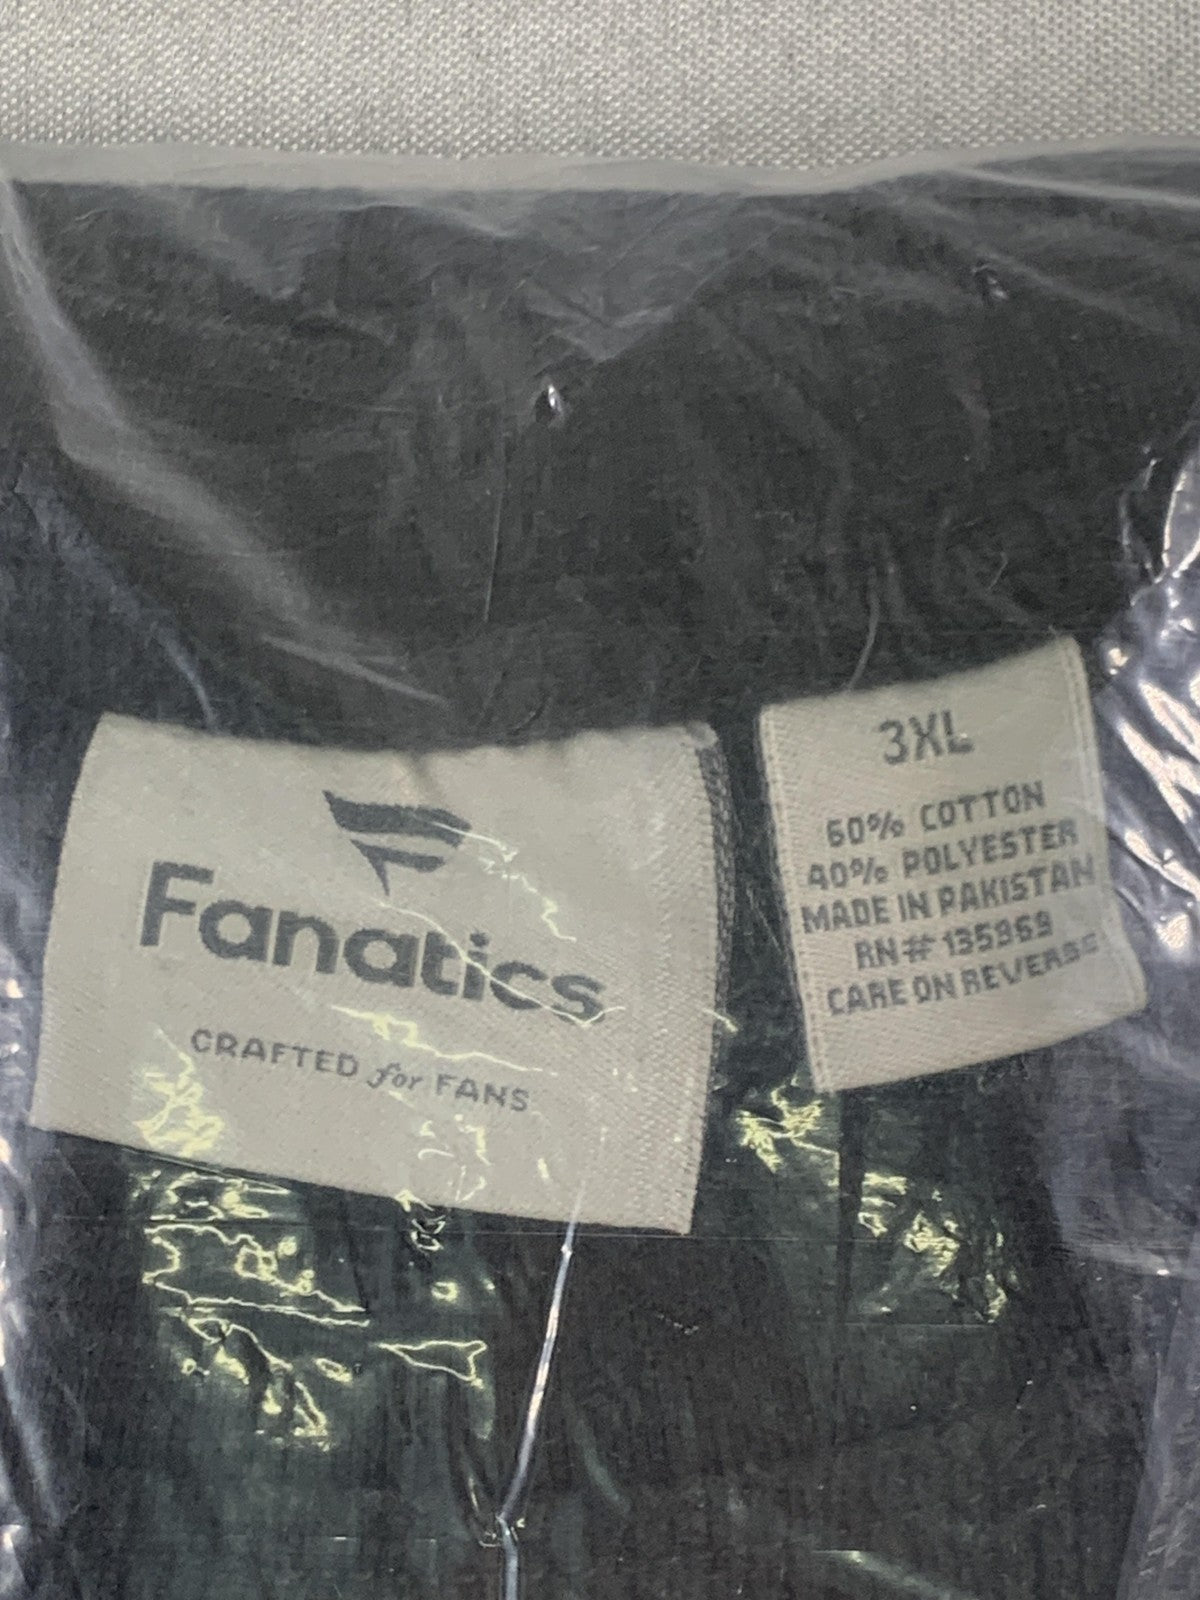 Fanatics
CRAFTED for FANS
3XL
60% COTTON
40% POLYESTER
MADE IN PAKISTAN
RN# 135969
CARE ON REVERSE